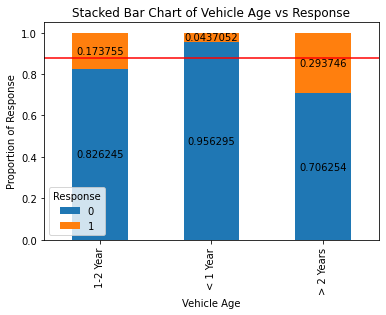 Stacked Bar Chart of Vehicle Age vs Response
Proportion of Response
1.0
0.8
0.6
0.4
0.2
0.0
0.173755
0.0437052
0.293746
0.826245
0.956295
0.706254
Response
0
1
1-2 Year
< 1 Year
> 2 Years
Vehicle Age